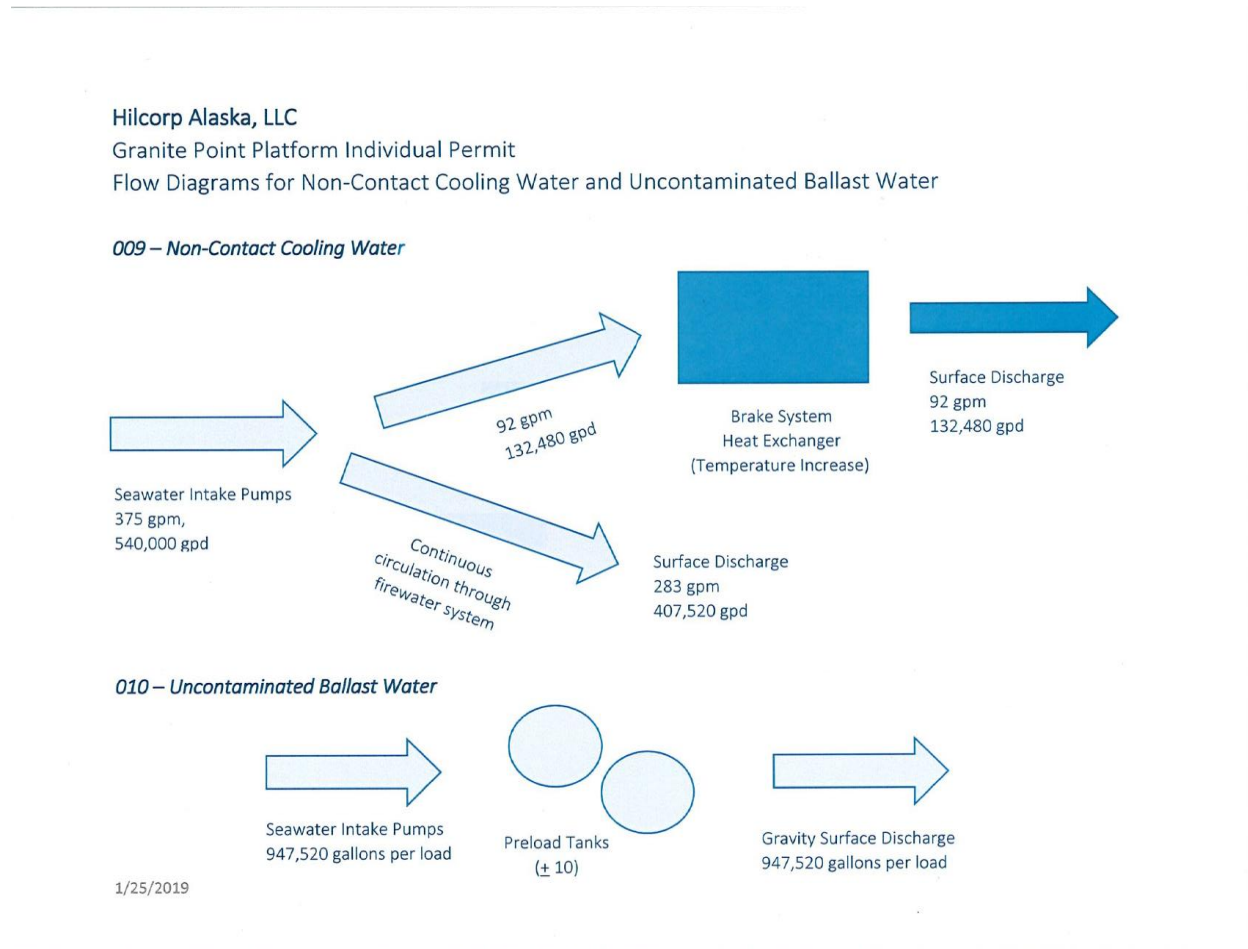 Hilcorp Alaska, LLC
Granite Point Platform Individual Permit
Flow Diagrams for Non-Contact Cooling Water and Uncontaminated Ballast Water
009 – Non-Contact Cooling Water
92 gpm
132,480 gpd
Brake System
Heat Exchanger
(Temperature Increase)
Surface Discharge
92 gpm
132,480 gpd
Seawater Intake Pumps
375 gpm,
540,000 gpd
Continuous
circulation through
firewater system
Surface Discharge
283 gpm
407,520 gpd
010 – Uncontaminated Ballast Water
Seawater Intake Pumps
947,520 gallons per load
Preload Tanks
(± 10)
Gravity Surface Discharge
947,520 gallons per load
1/25/2019